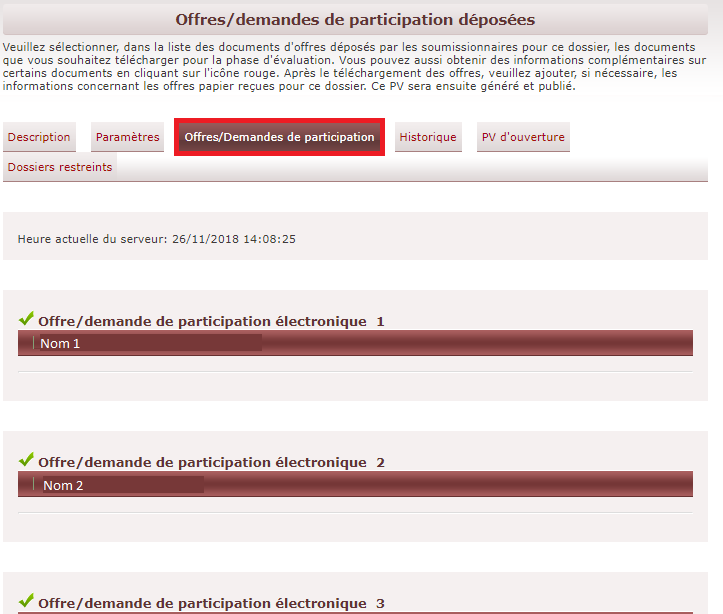 Offres/demandes de participation déposées
Veuillez sélectionner, dans la liste des documents d'offres déposés par les soumissionnaires pour ce dossier, les documents
que vous souhaitez télécharger pour la phase d'évaluation. Vous pouvez aussi obtenir des informations complémentaires sur
certains documents en cliquant sur l'icône rouge. Après le téléchargement des offres, veuillez ajouter, si nécessaire, les
informations concernant les offres papier reçues pour ce dossier. Ce PV sera ensuite généré et publié.
Description Paramètres Offres/Demandes de participation Historique PV d'ouverture
Dossiers restreints
Heure actuelle du serveur: 26/11/2018 14:08:25
Offre/demande de participation électronique 1
Nom 1
Offre/demande de participation électronique 2
Nom 2
Offre/demande de participation électronique 3